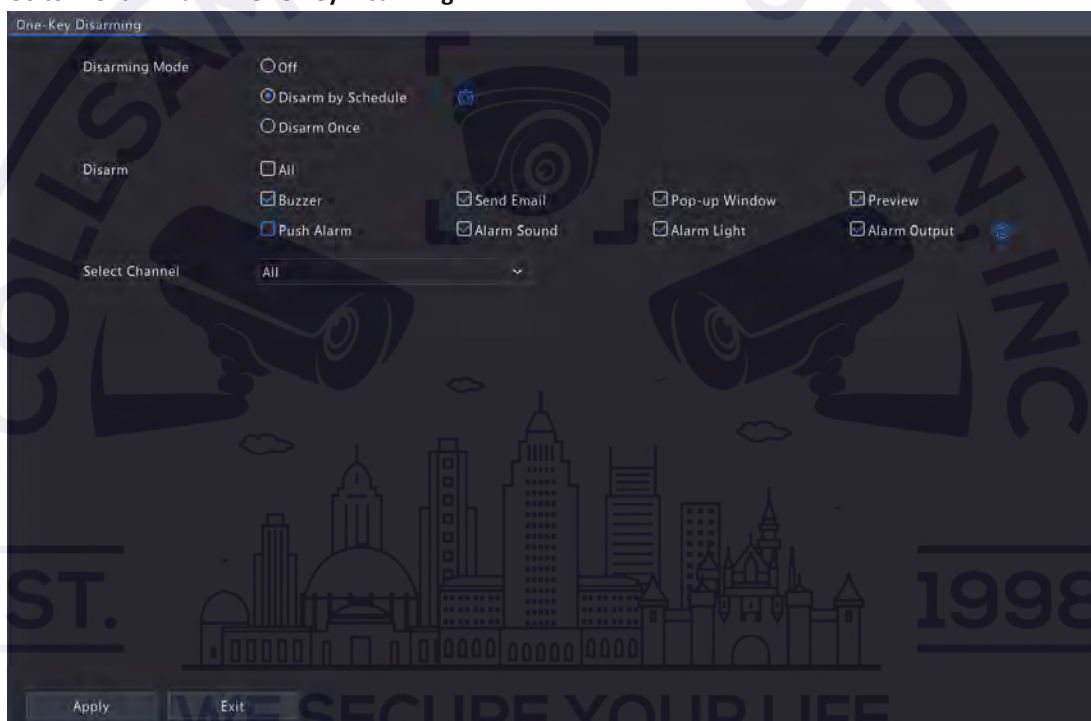 One-Key Disarming
Disarming Mode
Off
Disarm by Schedule
Disarm Once
Disarm
All
Buzzer
Send Email
Pop-up Window
Preview
Push Alarm
Alarm Sound
Alarm Light
Alarm Output
Select Channel
All
1998
Apply
Exit
WE SECURE YOUR LIFE